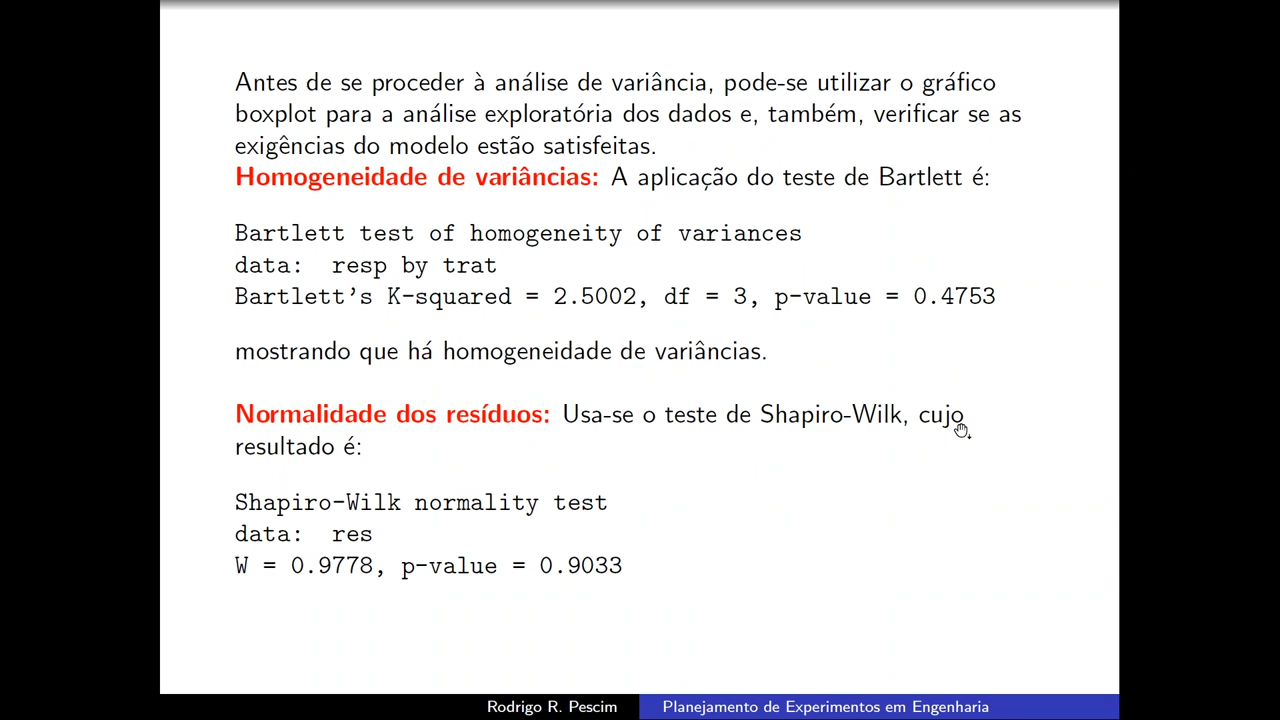 Antes de se proceder à análise de variância, pode-se utilizar o gráfico
boxplot para a análise exploratória dos dados e, também, verificar se as
exigências do modelo estão satisfeitas.
Homogeneidade de variâncias: A aplicação do teste de Bartlett é:
Bartlett test of homogeneity of variances
data: resp by trat
Bartlett's K-squared = 2.5002, df = 3, p-value = 0.4753
mostrando que há homogeneidade de variâncias.
Normalidade dos resíduos: Usa-se o teste de Shapiro-Wilk, cujo
resultado é:
Shapiro-Wilk normality test
data: res
W = 0.9778, p-value = 0.9033
Rodrigo R. Pescim Planejamento de Experimentos em Engenharia